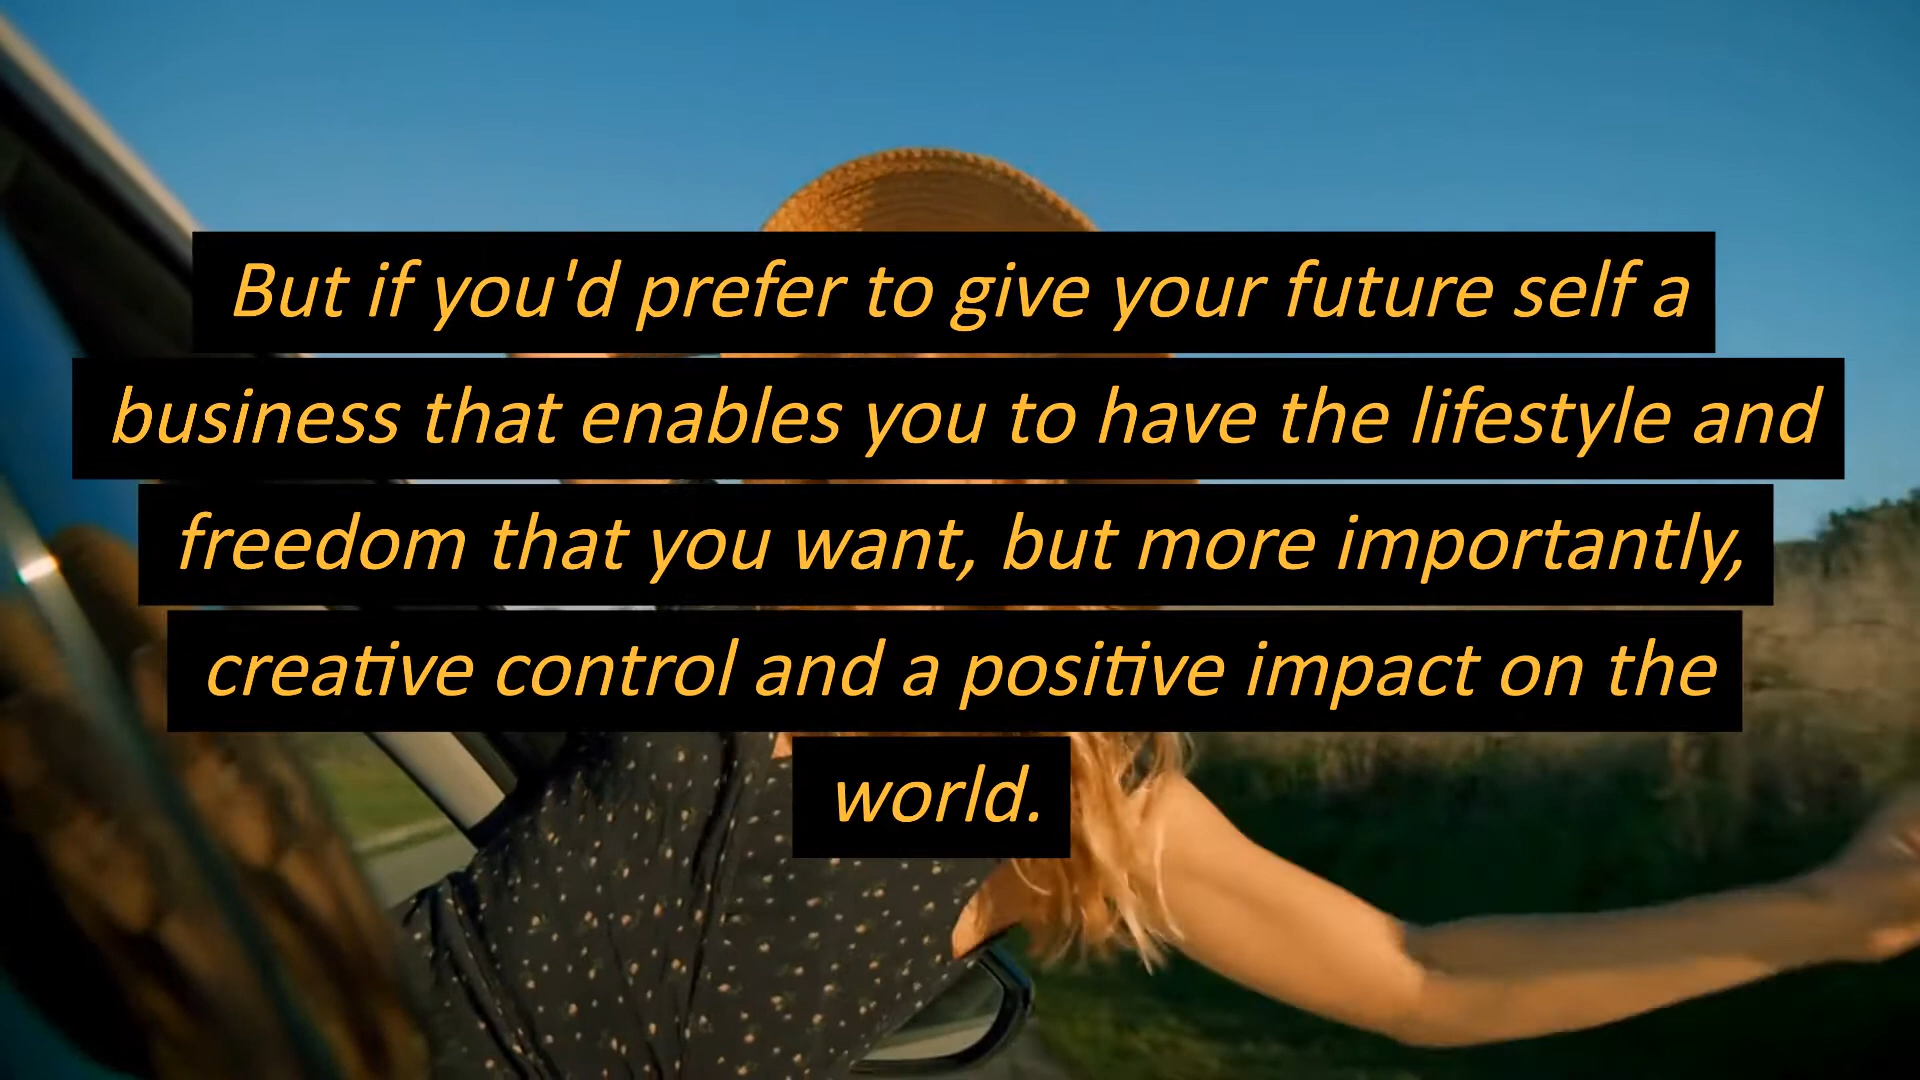 But if you'd prefer to give your future self a
business that enables you to have the lifestyle and
freedom that you want, but more importantly,
creative control and a positive impact on the
world.